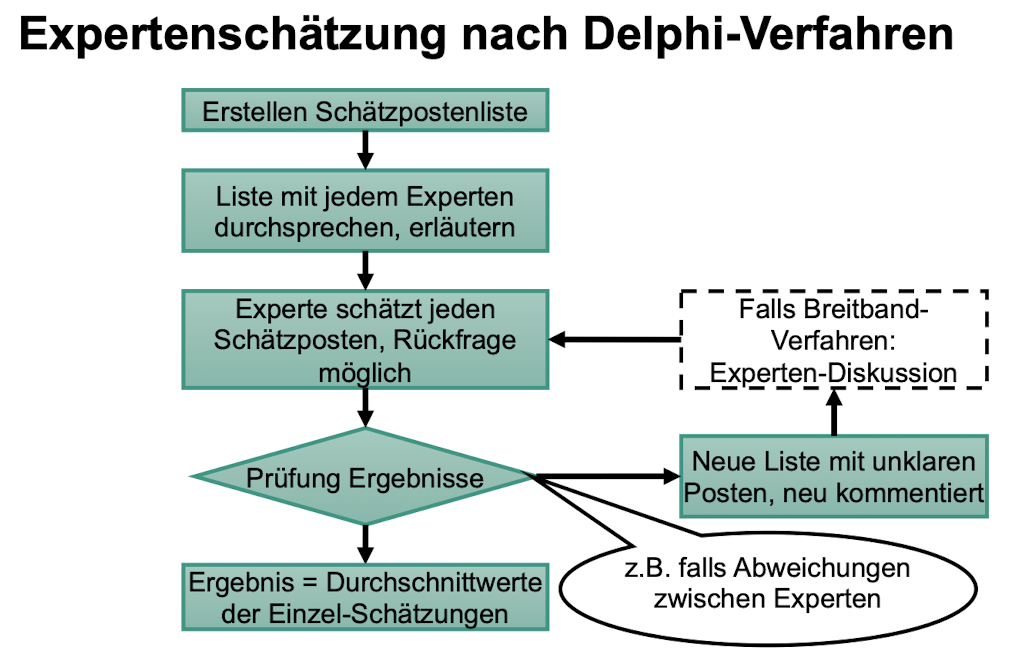 Expertenschätzung nach Delphi-Verfahren
Erstellen Schätzpostenliste
Liste mit jedem Experten
durchsprechen, erläutern
Experte schätzt jeden
Schätzposten, Rückfrage
möglich
Falls Breitband-
Verfahren:
Experten-Diskussion
Prüfung Ergebnisse
Neue Liste mit unklaren
Posten, neu kommentiert
z.B. falls Abweichungen
zwischen Experten
Ergebnis = Durchschnittwerte
der Einzel-Schätzungen